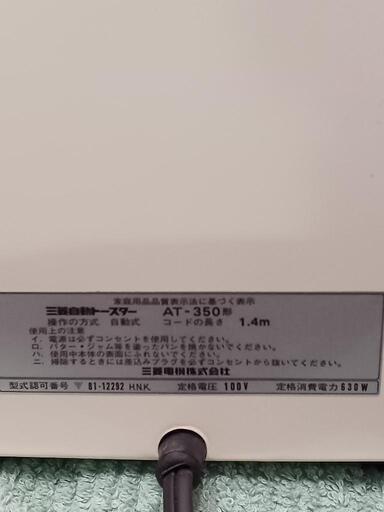 家庭用品品質表示法に基づく表示
三菱自動トースター AT-350形
操作の方式 自動式 コードの長さ 1.4m
使用上の注意
イ. 電源は必ずコンセントから使ってください。
ロ. バター・ジャム等を塗ったパンを焼かないでください。
ハ. 使用中本体の表面にふれないでください。
ニ. 掃除するときには差込みプラグを必ずコンセントから抜いてください。
三菱電機株式会社
型式認可番号 ▽ 81-12292 H.N.K. 定格電圧 100V 定格消費電力 630W